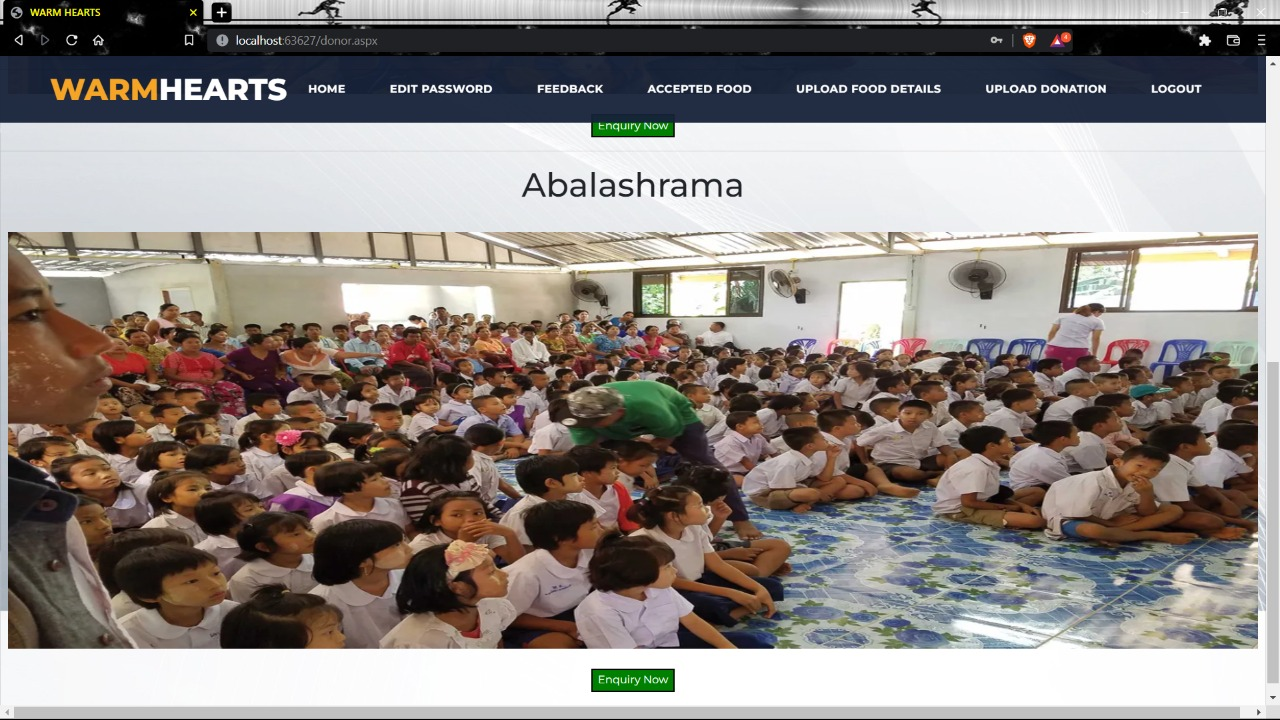 WARM HEARTS
localhost:63627/donor.aspx
4
WARMHEARTS HOME EDIT PASSWORD FEEDBACK ACCEPTED FOOD UPLOAD FOOD DETAILS UPLOAD DONATION LOGOUT
Enquiry Now
Abalashrama
Enquiry Now